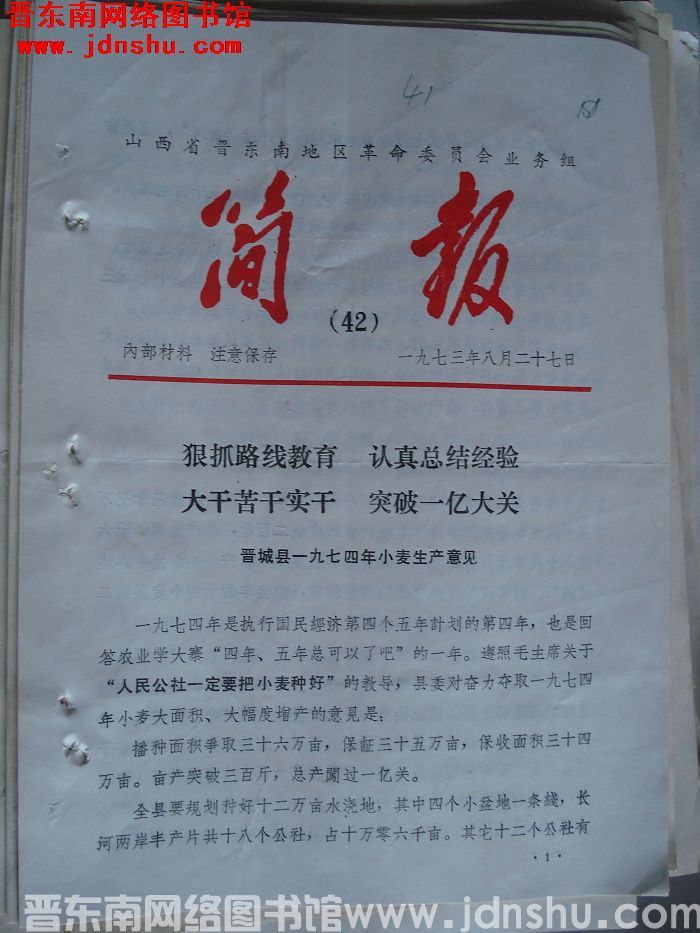 晋东南网络图书馆
www.jdnshu.com
41
山西省晋东南地区革命委员会业务组
简报
(42)
內部材料 注意保存
一九七三年八月二十七日
狠抓路线教育 认真总结经验
大干苦干实干 突破一亿大关
晋城县一九七四年小麦生产意见
一九七四年是执行国民經济第四个五年計划的第四年，也是回
答农业学大寨“四年、五年总可以了吧”的一年。遵照毛主席关于
“人民公社一定要把小麦种好”的教导，县委对奋力夺取一九七四
年小麦大面积、大幅度增产的意見是：
播种面积爭取三十六万亩，保証三十五万亩，保收面积三十四
万亩。亩产突破三百斤，总产闖过一亿关。
全县要规划种好十二万亩水浇地，其中四个小盆地一条綫，长
河两岸丰产片共十八个公社，占十万零六千亩。其它十二个公社有
·1·
晋东南网络图书馆www.jdnshu.com